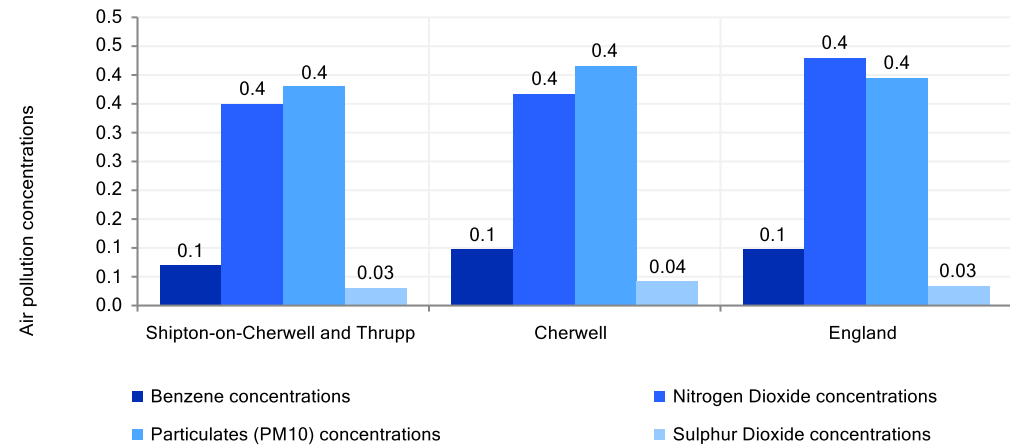 Air pollution concentrations
0.5
0.5
0.4
0.4
0.3
0.3
0.2
0.2
0.1
0.1
0.0
0.1
0.4
0.4
0.03
0.1
0.4
0.4
0.04
0.1
0.4
0.4
0.03
Shipton-on-Cherwell and Thrupp
Cherwell
England
Benzene concentrations
Nitrogen Dioxide concentrations
Particulates (PM10) concentrations
Sulphur Dioxide concentrations